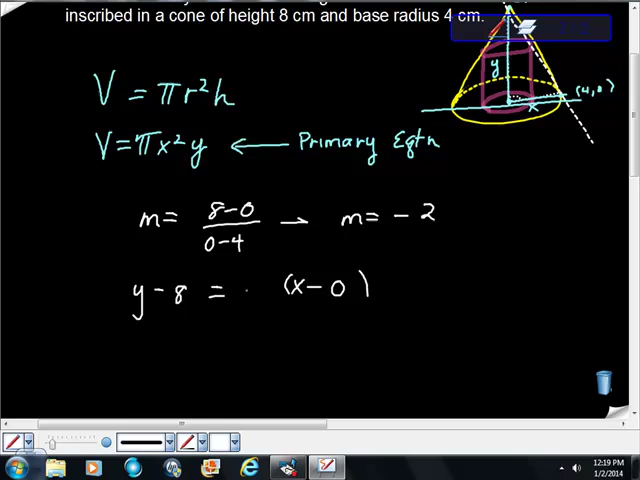 inscribed in a cone of height 8 cm and base radius 4 cm.
y
(4,0)
x
V = πr²h
V = πx²y ← Primary Eqtn
m = 8-0 / 0-4 → m = -2
y - 8 = (x - 0)
12:19 PM
1/2/2014